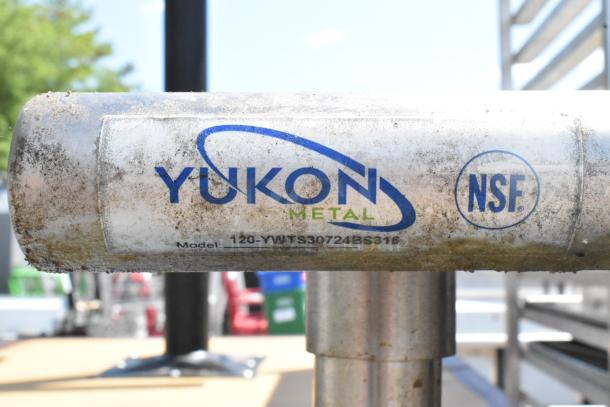 YUKON
METAL
NSF.
Model: 120-YWTS30724BS316